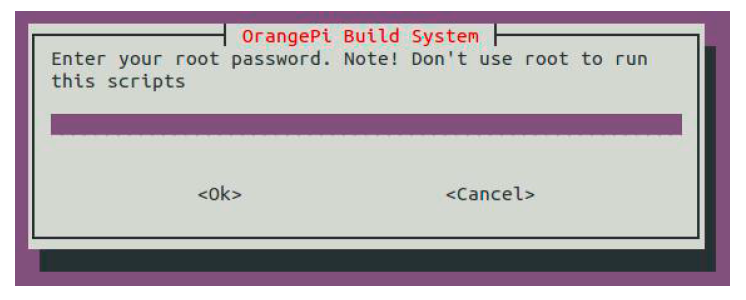 OrangePi Build System
Enter your root password. Note! Don't use root to run
this scripts
<Ok> <Cancel>